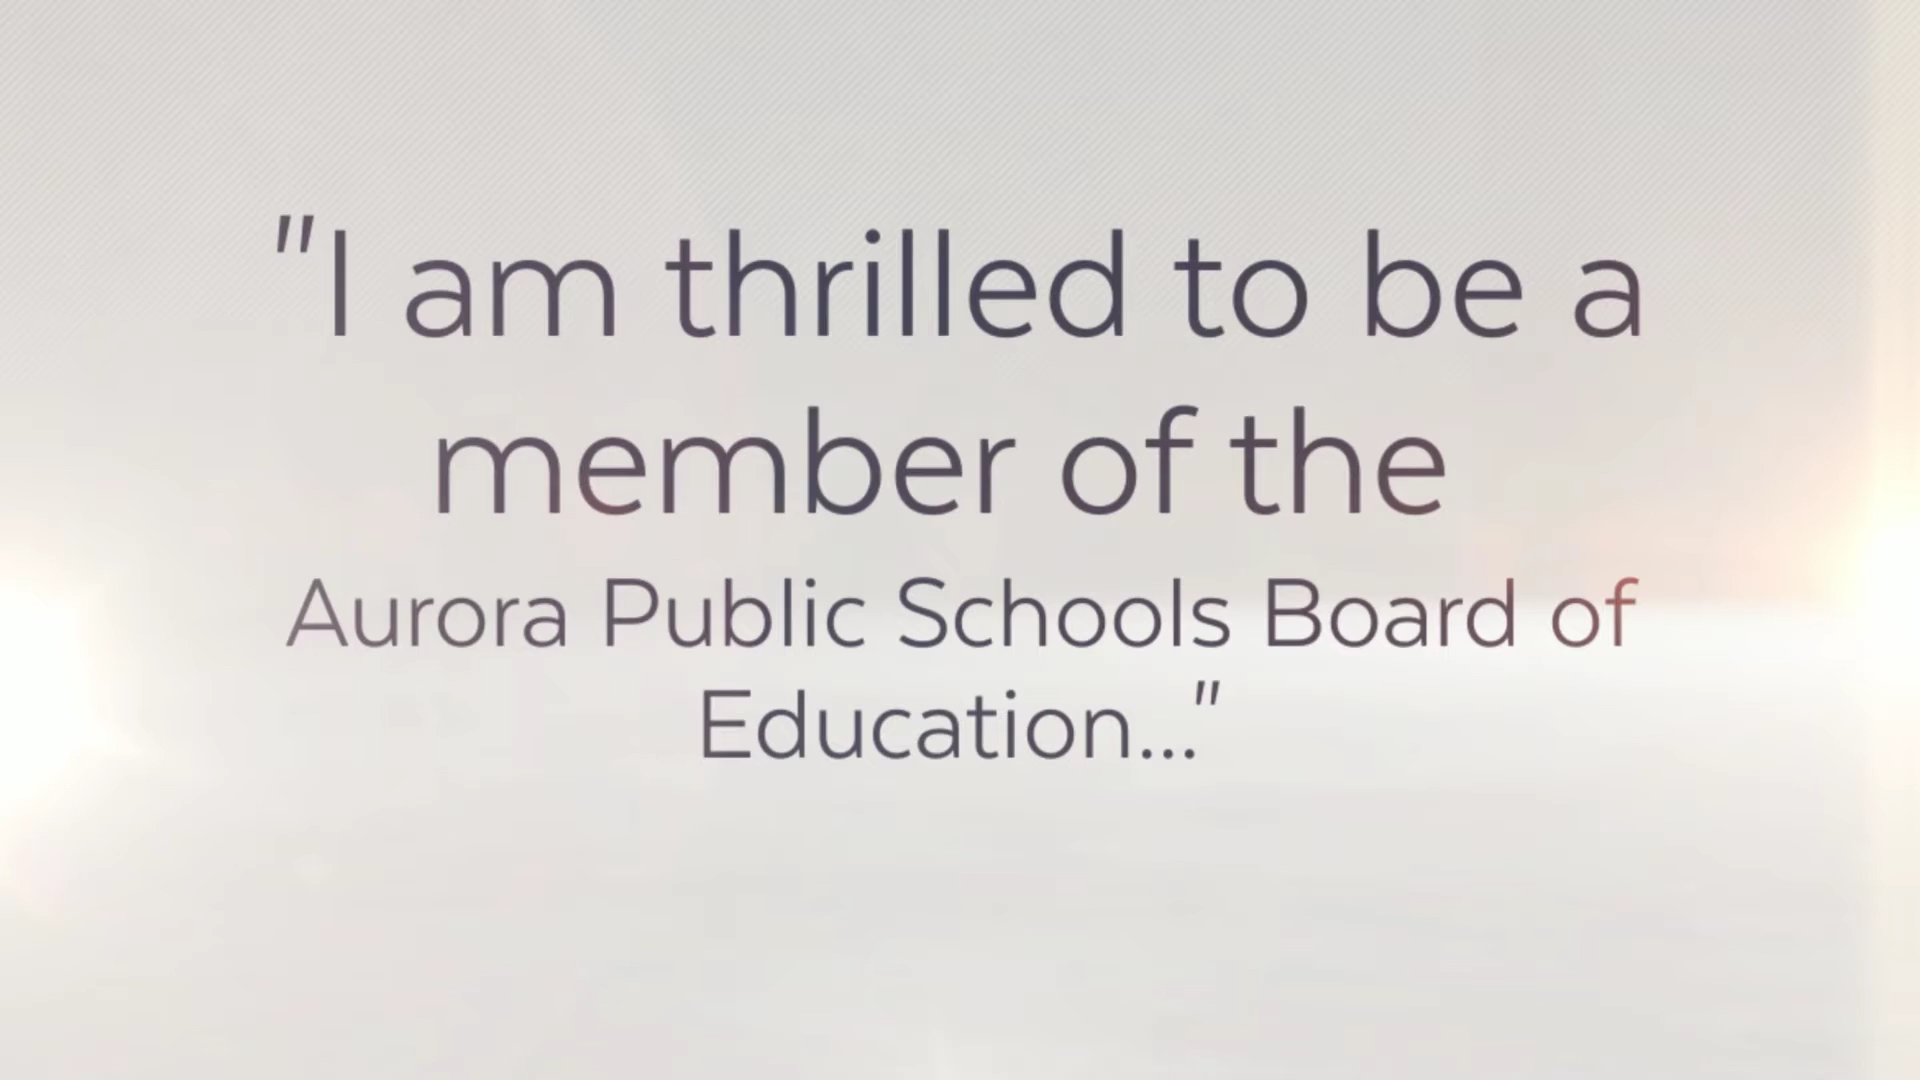 "I am thrilled to be a
member of the
Aurora Public Schools Board of
Education..."